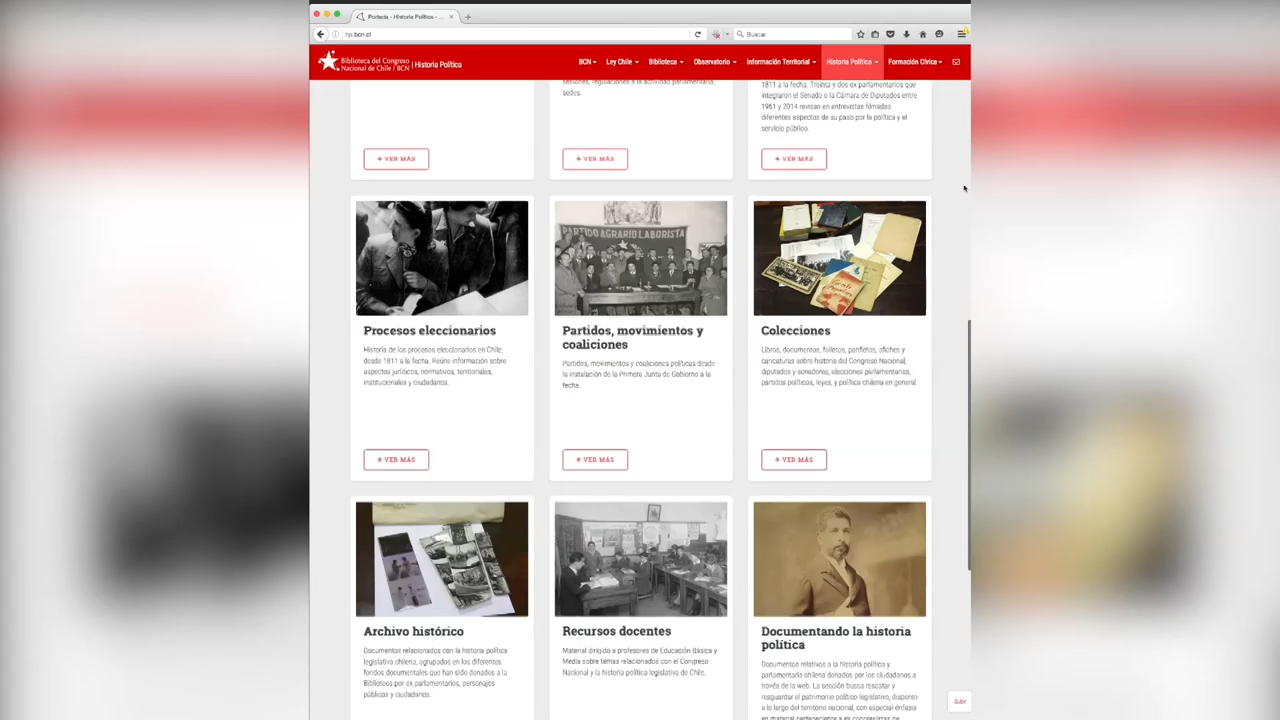 Portada - Historia Política - ...
hp.bcn.cl
Buscar
Biblioteca del Congreso
Nacional de Chile / BCN | Historia Política
BCN
Ley Chile
Biblioteca
Observatorio
Información Territorial
Historia Política
Formación Cívica
sesiones, regulaciones a la actividad parlamentaria,
sedes.
1811 a la fecha. Treinta y dos ex parlamentarios que
integraron el Senado o la Cámara de Diputados entre
1961 y 2014 revisan en entrevistas filmadas
diferentes aspectos de su paso por la política y el
servicio público.
+ VER MÁS
+ VER MÁS
+ VER MÁS
PARTIDO AGRARIO LABORISTA
Procesos eleccionarios
Historia de los procesos eleccionarios en Chile,
desde 1811 a la fecha. Reúne información sobre
aspectos jurídicos, normativos, territoriales,
institucionales y ciudadanos.
Partidos, movimientos y
coaliciones
Partidos, movimientos y coaliciones políticas desde
la instalación de la Primera Junta de Gobierno a la
fecha.
Colecciones
Libros, documentos, folletos, panfletos, afiches y
caricaturas sobre historia del Congreso Nacional,
diputados y senadores, elecciones parlamentarias,
partidos políticos, leyes, y política chilena en general.
+ VER MÁS
+ VER MÁS
+ VER MÁS
Archivo histórico
Documentos relacionados con la historia política
legislativa chilena, agrupados en los diferentes
fondos documentales que han sido donados a la
Biblioteca por ex parlamentarios, personajes
públicos y ciudadanos.
Recursos docentes
Material dirigido a profesores de Educación Básica y
Media sobre temas relacionados con el Congreso
Nacional y la historia política legislativa de Chile.
Documentando la historia
política
Documentos relativos a la historia política y
parlamentaria chilena donados por los ciudadanos a
través de la web. La sección busca rescatar y
resguardar el patrimonio político legislativo, disperso
a lo largo del territorio nacional, con especial énfasis
en material perteneciente a ex congresistas de
Subir